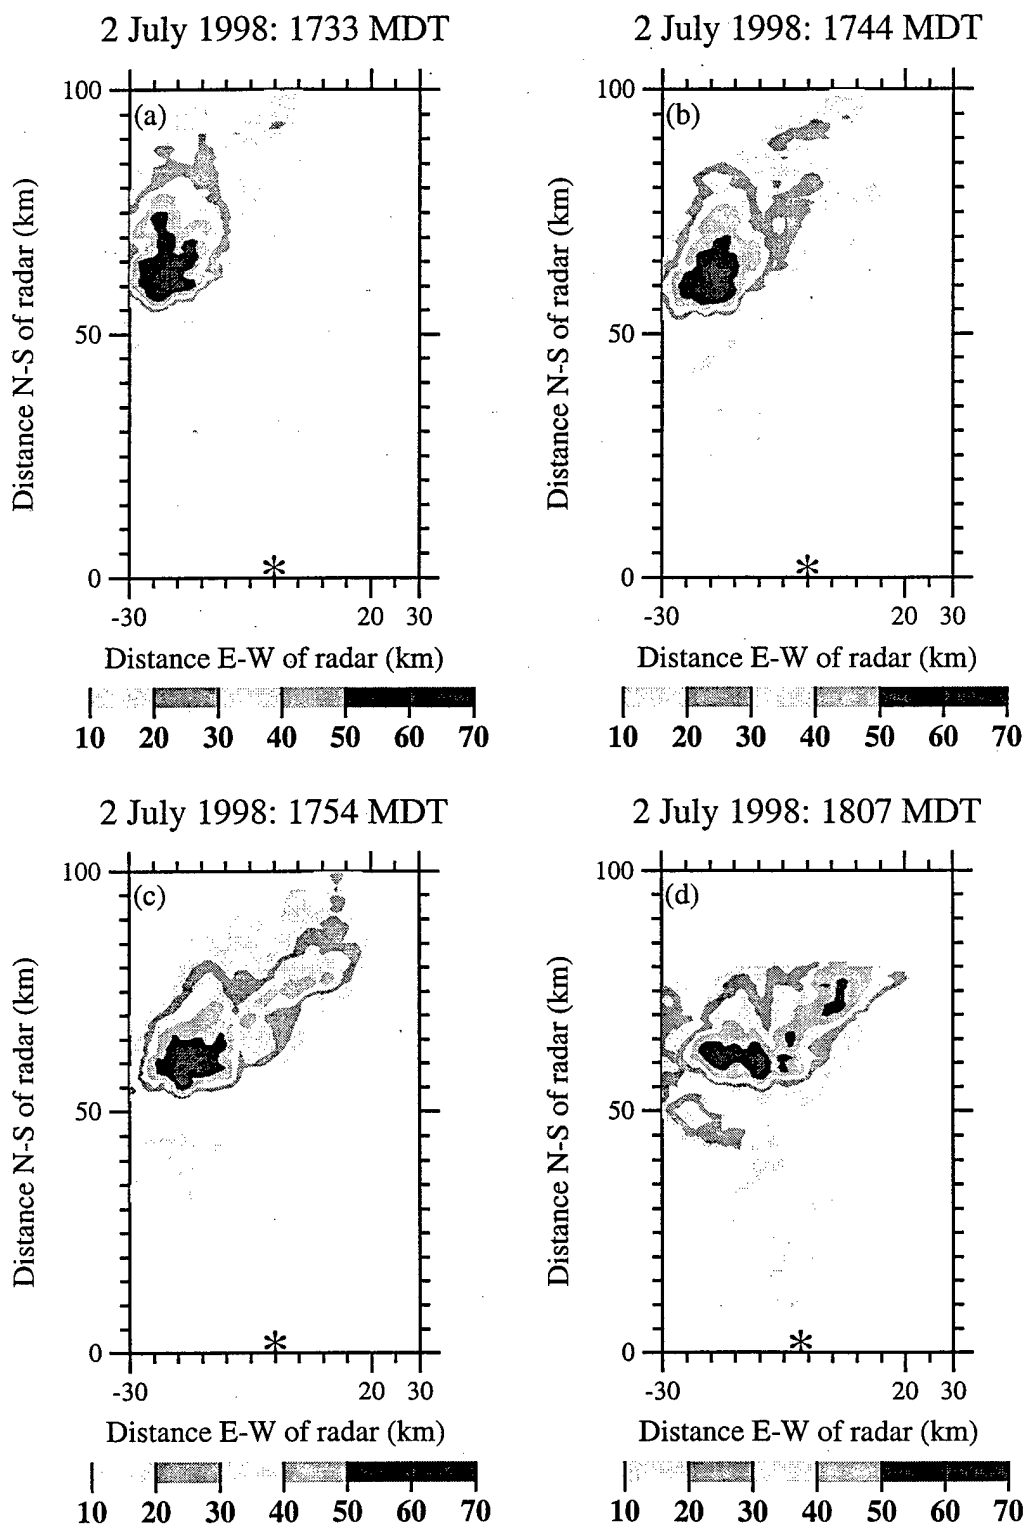 2 July 1998: 1733 MDT
2 July 1998: 1744 MDT
(a)
(b)
100
50
0
Distance N-S of radar (km)
*
-30 20 30
Distance E-W of radar (km)
10 20 30 40 50 60 70
100
50
0
Distance N-S of radar (km)
*
-30 20 30
Distance E-W of radar (km)
10 20 30 40 50 60 70
2 July 1998: 1754 MDT
2 July 1998: 1807 MDT
(c)
(d)
100
50
0
Distance N-S of radar (km)
*
-30 20 30
Distance E-W of radar (km)
10 20 30 40 50 60 70
100
50
0
Distance N-S of radar (km)
*
-30 20 30
Distance E-W of radar (km)
10 20 30 40 50 60 70